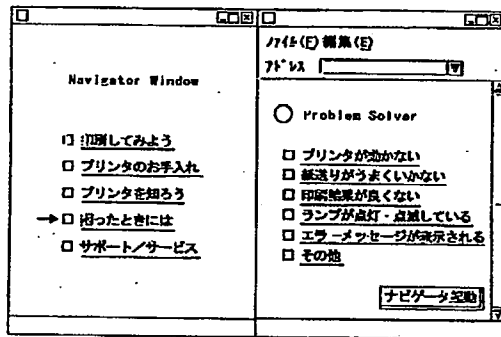 Navigator Window
印刷してみよう
プリンタのお手入れ
プリンタを知ろう
困ったときには
サポート/サービス
ファイル(F) 編集(E)
アドレス
Problem Solver
プリンタが動かない
紙送りがうまくいかない
印刷結果が良くない
ランプが点灯・点滅している
エラーメッセージが表示される
その他
ナビゲータ起動